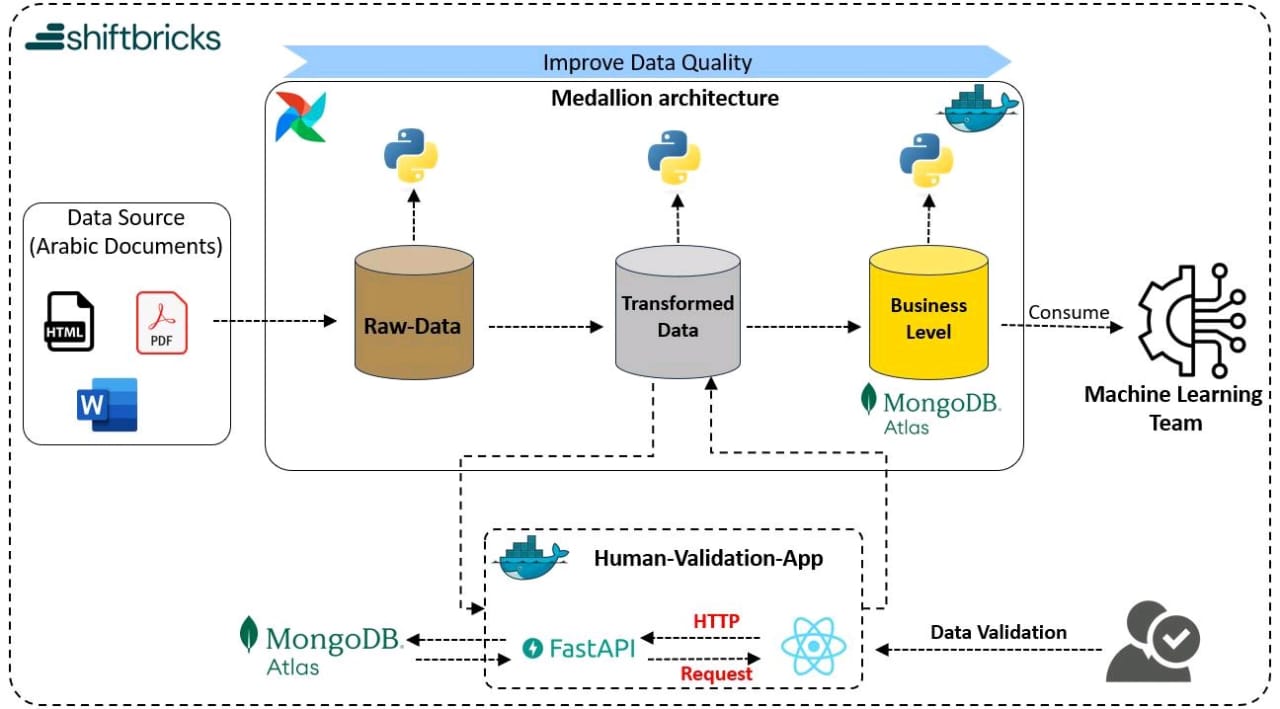 shiftbricks
Improve Data Quality
Medallion architecture
Data Source
(Arabic Documents)
HTML
PDF
W
Raw-Data
Transformed
Data
Business
Level
MongoDB.
Atlas
Consume
Machine Learning
Team
Human-Validation-App
MongoDB.
Atlas
FastAPI
HTTP
Request
Data Validation